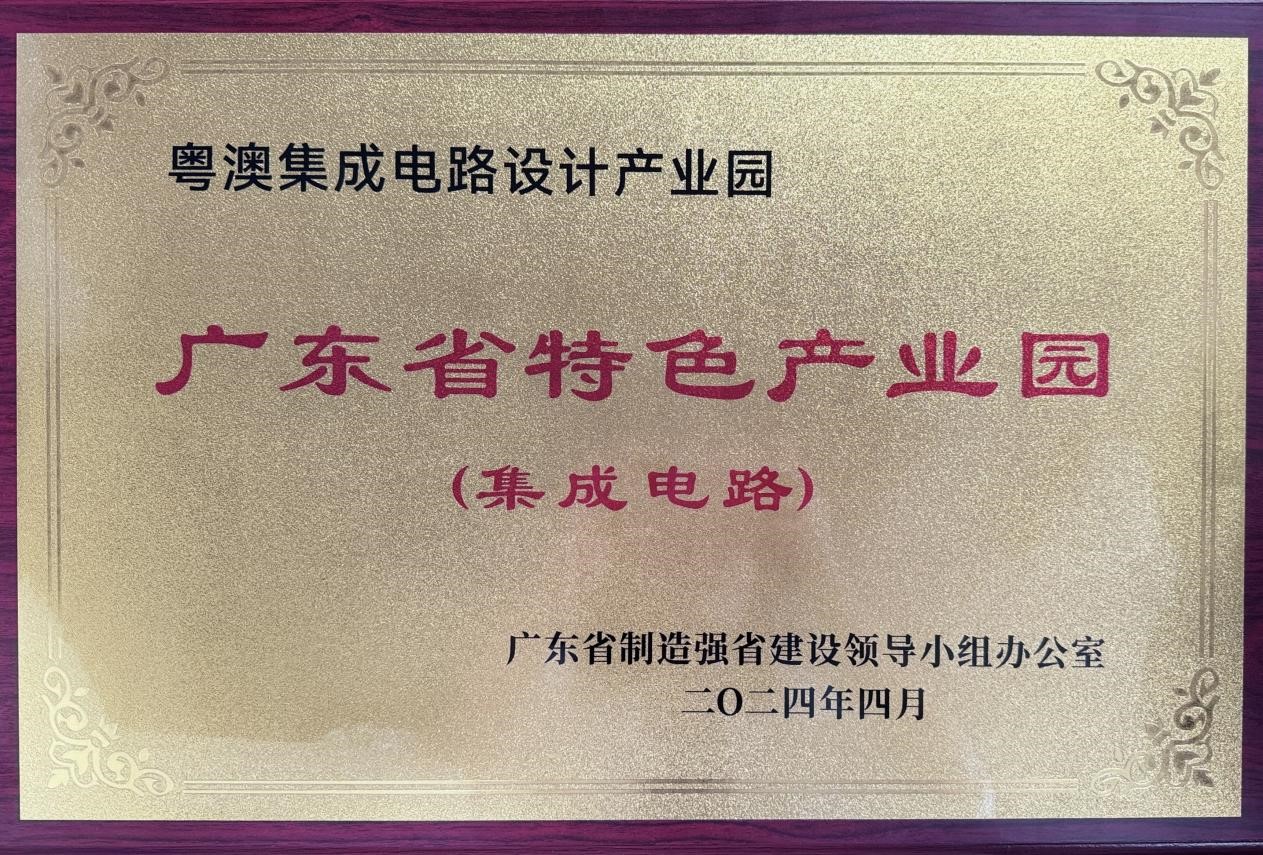 粤澳集成电路设计产业园
广东省特色产业园
(集成电路)
广东省制造强省建设领导小组办公室
二〇二四年四月